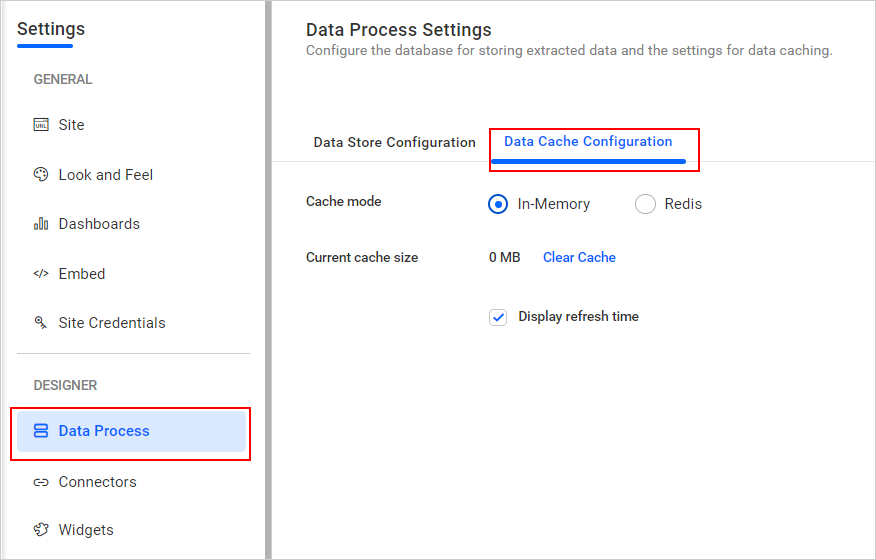 Settings
GENERAL
URL Site
Look and Feel
Dashboards
Embed
Site Credentials
DESIGNER
Data Process
Connectors
Widgets
Data Process Settings
Configure the database for storing extracted data and the settings for data caching.
Data Store Configuration Data Cache Configuration
Cache mode In-Memory Redis
Current cache size 0 MB Clear Cache
Display refresh time